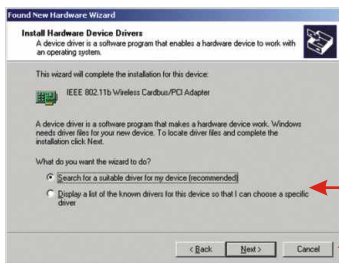 Found New Hardware Wizard
Install Hardware Device Drivers
A device driver is a software program that enables a hardware device to work with
an operating system.
This wizard will complete the installation for this device:
IEEE 802.11b Wireless Cardbus/PCI Adapter
A device driver is a software program that makes a hardware device work. Windows
needs driver files for your new device. To locate driver files and complete the
installation click Next.
What do you want the wizard to do?
Search for a suitable driver for my device (recommended)
Display a list of the known drivers for this device so that I can choose a specific
driver
< Back Next > Cancel